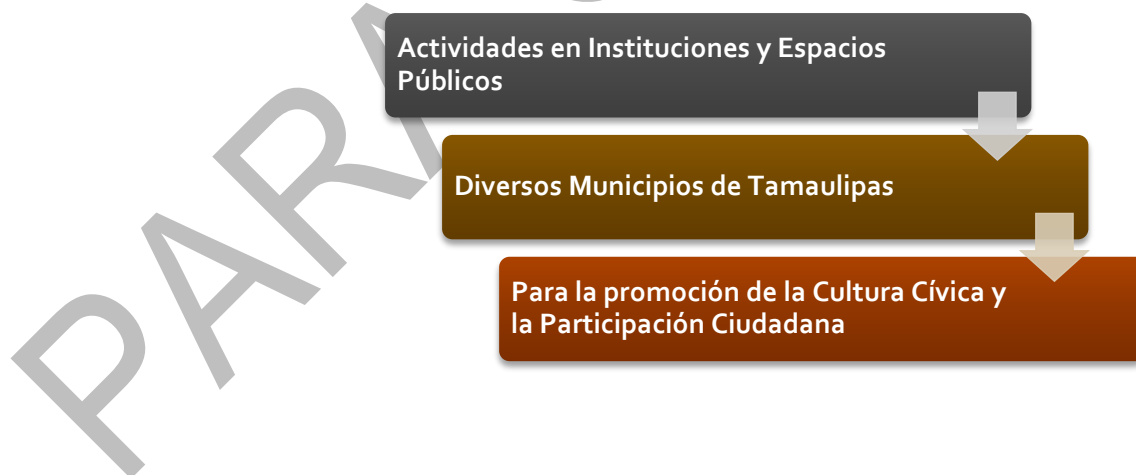 Actividades en Instituciones y Espacios
Públicos
Diversos Municipios de Tamaulipas
Para la promoción de la Cultura Cívica y
la Participación Ciudadana
PARA